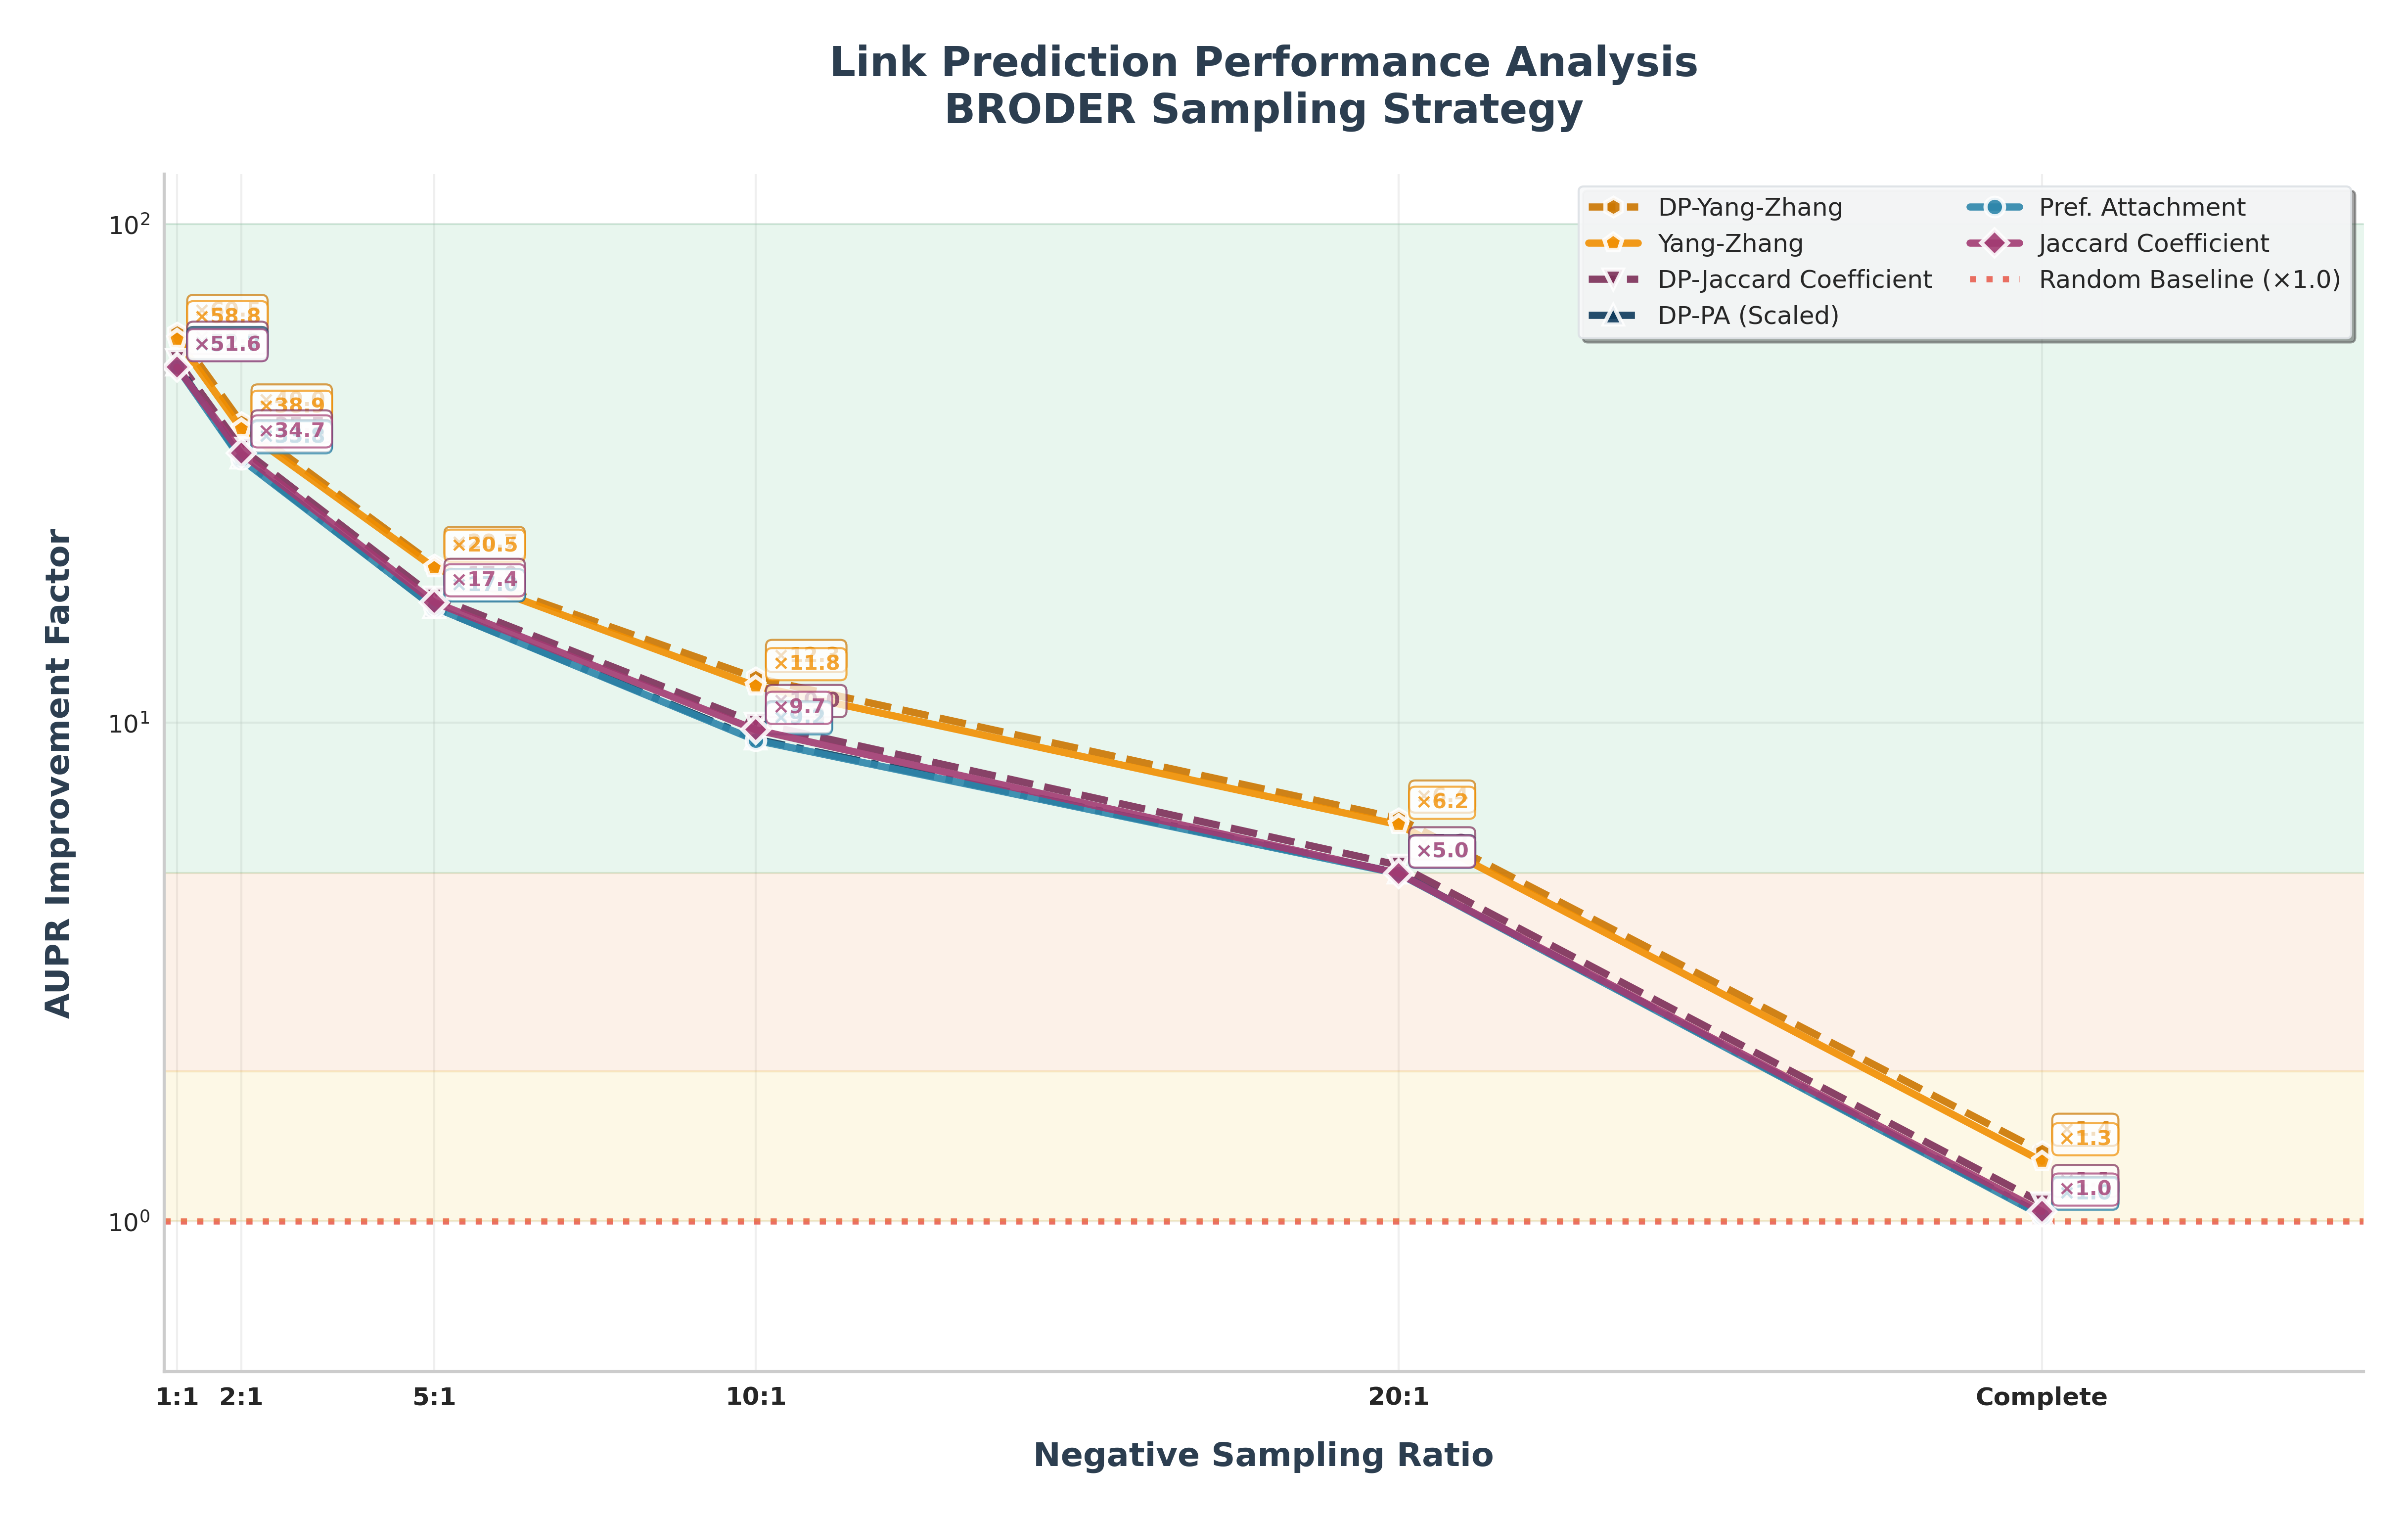 Link Prediction Performance Analysis
BRODER Sampling Strategy
DP-Yang-Zhang
Yang-Zhang
DP-Jaccard Coefficient
DP-PA (Scaled)
Pref. Attachment
Jaccard Coefficient
Random Baseline (×1.0)
AUPR Improvement Factor
10²
10¹
10⁰
×58.8
×51.6
×38.9
×34.7
×20.5
×17.4
×11.8
×9.7
×6.2
×5.0
×1.3
×1.0
1:1 2:1 5:1 10:1 20:1 Complete
Negative Sampling Ratio